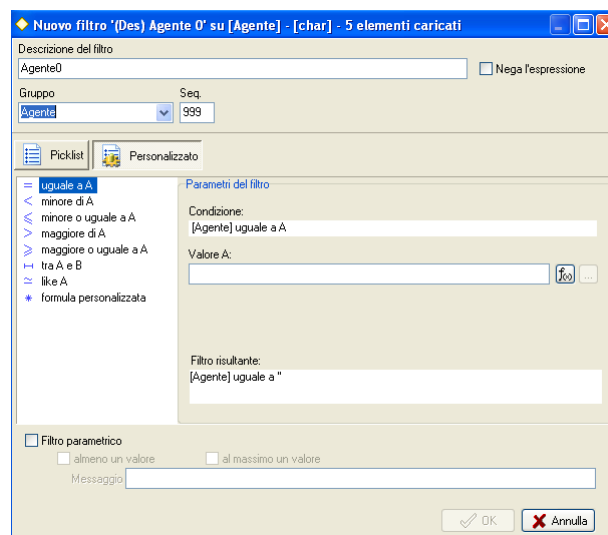 Nuovo filtro '(Des) Agente 0' su [Agente] - [char] - 5 elementi caricati
Descrizione del filtro
Agente0
Nega l'espressione
Gruppo Seq.
Agente 999
Picklist Personalizzato
= uguale a A
< minore di A
≤ minore o uguale a A
> maggiore di A
≥ maggiore o uguale a A
tra A e B
≃ like A
* formula personalizzata
Parametri del filtro
Condizione:
[Agente] uguale a A
Valore A:
f(x) ...
Filtro risultante:
[Agente] uguale a ''
Filtro parametrico
almeno un valore al massimo un valore
Messaggio
OK Annulla